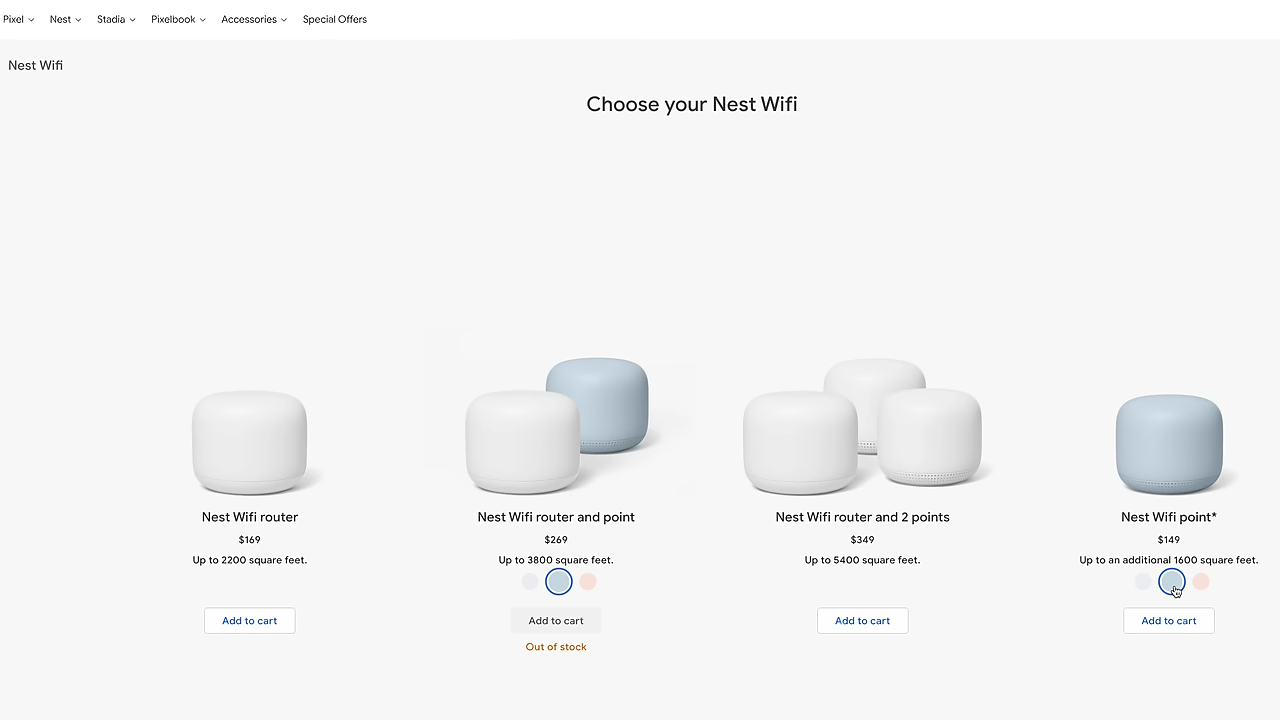 Pixel Nest Stadia Pixelbook Accessories Special Offers
Nest Wifi
Choose your Nest Wifi
Nest Wifi router
$169
Up to 2200 square feet.
Add to cart
Nest Wifi router and point
$269
Up to 3800 square feet.
Add to cart
Out of stock
Nest Wifi router and 2 points
$349
Up to 5400 square feet.
Add to cart
Nest Wifi point*
$149
Up to an additional 1600 square feet.
Add to cart